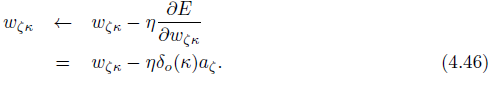 w_{ζκ} ← w_{ζκ} − η ∂E/∂w_{ζκ}
= w_{ζκ} − ηδ_o(κ)a_ζ. (4.46)